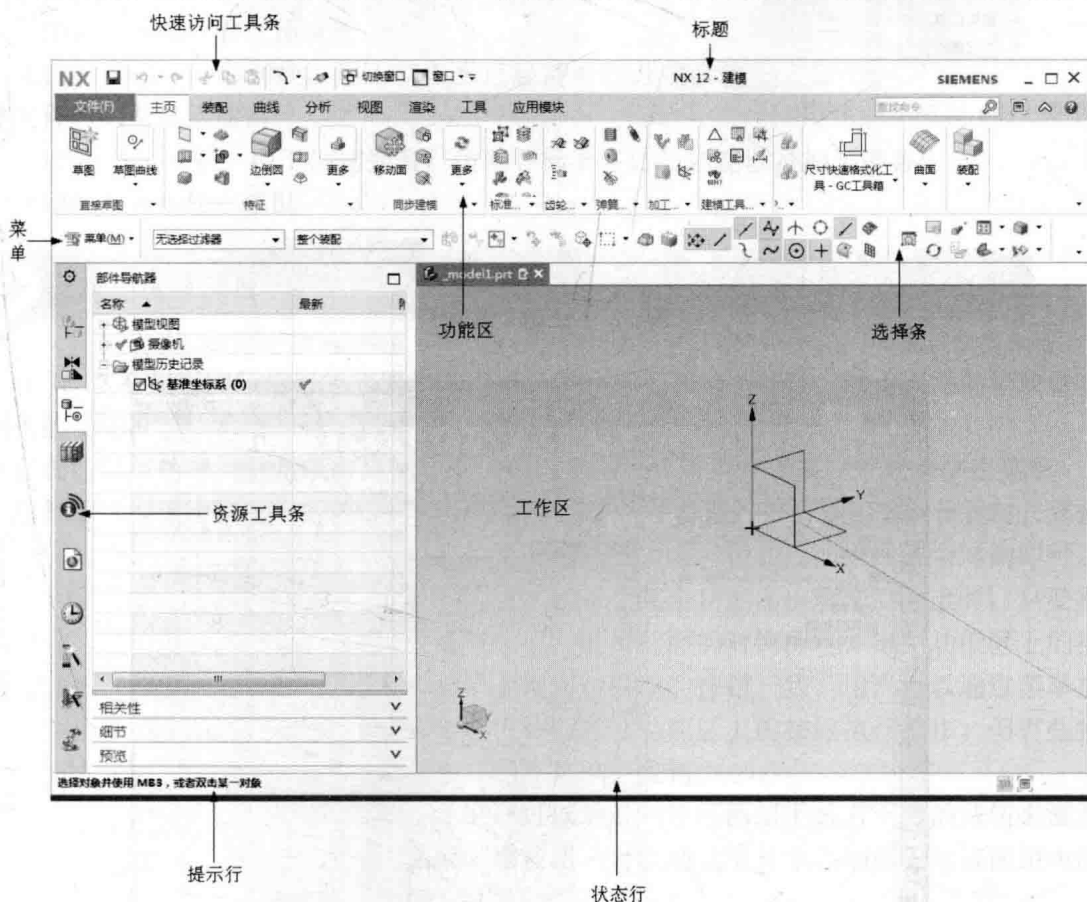 快速访问工具条
标题
NX
切换窗口
窗口
NX 12 - 建模
SIEMENS
文件(F)
主页
装配
曲线
分析
视图
渲染
工具
应用模块
查找命令
草图
草图曲线
边倒圆
更多
移动面
更多
尺寸快速格式化工具 - GC工具箱
曲面
装配
直接草图
特征
同步建模
标准...
齿轮...
弹簧...
加工...
建模工具...
菜单
菜单(M)
无选择过滤器
整个装配
部件导航器
_model1.prt
名称
最新
模型视图
摄像机
模型历史记录
基准坐标系 (0)
功能区
选择条
资源工具条
工作区
Z
Y
X
Z
X
相关性
细节
预览
选择对象并使用 MB3，或者双击某一对象
提示行
状态行